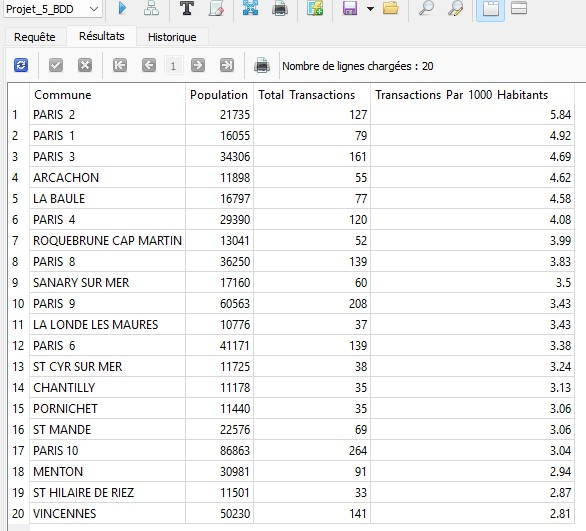 Projet_5_BDD
Requête Résultats Historique
1 Nombre de lignes chargées : 20
Commune Population Total Transactions Transactions Par 1000 Habitants
1 PARIS 2 21735 127 5.84
2 PARIS 1 16055 79 4.92
3 PARIS 3 34306 161 4.69
4 ARCACHON 11898 55 4.62
5 LA BAULE 16797 77 4.58
6 PARIS 4 29390 120 4.08
7 ROQUEBRUNE CAP MARTIN 13041 52 3.99
8 PARIS 8 36250 139 3.83
9 SANARY SUR MER 17160 60 3.5
10 PARIS 9 60563 208 3.43
11 LA LONDE LES MAURES 10776 37 3.43
12 PARIS 6 41171 139 3.38
13 ST CYR SUR MER 11725 38 3.24
14 CHANTILLY 11178 35 3.13
15 PORNICHET 11440 35 3.06
16 ST MANDE 22576 69 3.06
17 PARIS 10 86863 264 3.04
18 MENTON 30981 91 2.94
19 ST HILAIRE DE RIEZ 11501 33 2.87
20 VINCENNES 50230 141 2.81